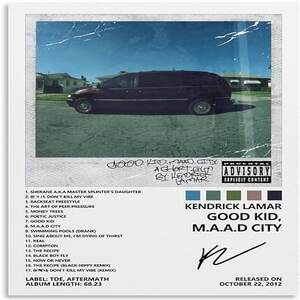 GOOD KID, M.A.A.D CITY
A SHORT FILM
BY KENDRICK
LAMAR
PARENTAL
ADVISORY
EXPLICIT CONTENT
1. SHERANE A.K.A MASTER SPLINTER'S DAUGHTER
DON'T KILL MY VIBE
3. BACKSEAT FREESTYLE
4. THE ART OF PEER PRESSURE
5. MONEY TREES
6. POETIC JUSTICE
7. GOOD KID
8. M.A.A.D CITY
9. SWIMMING POOLS (DRANK)
10. SING ABOUT ME, I'M DYING OF THIRST
11. REAL
12. COMPTON
13. THE RECIPE
14. BLACK BOY FLY
15. NOW OR NEVER
16. THE RECIPE (BLACK HIPPY REMIX)
DON'T KILL MY VIBE (REMIX)
KENDRICK LAMAR
GOOD KID,
M.A.A.D CITY
LABEL: TDE, AFTERMATH
ALBUM LENGTH: 68.23
RELEASED ON
OCTOBER 22, 2012